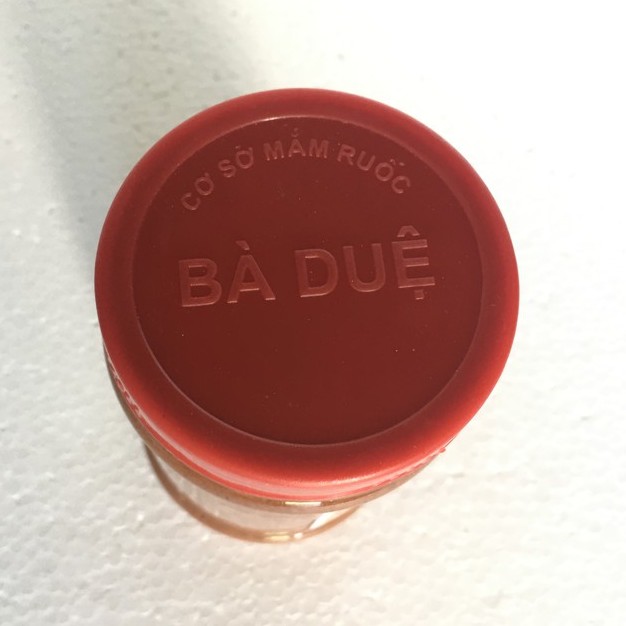 CƠ SỞ MẮM RUỐC
BÀ DUỆ